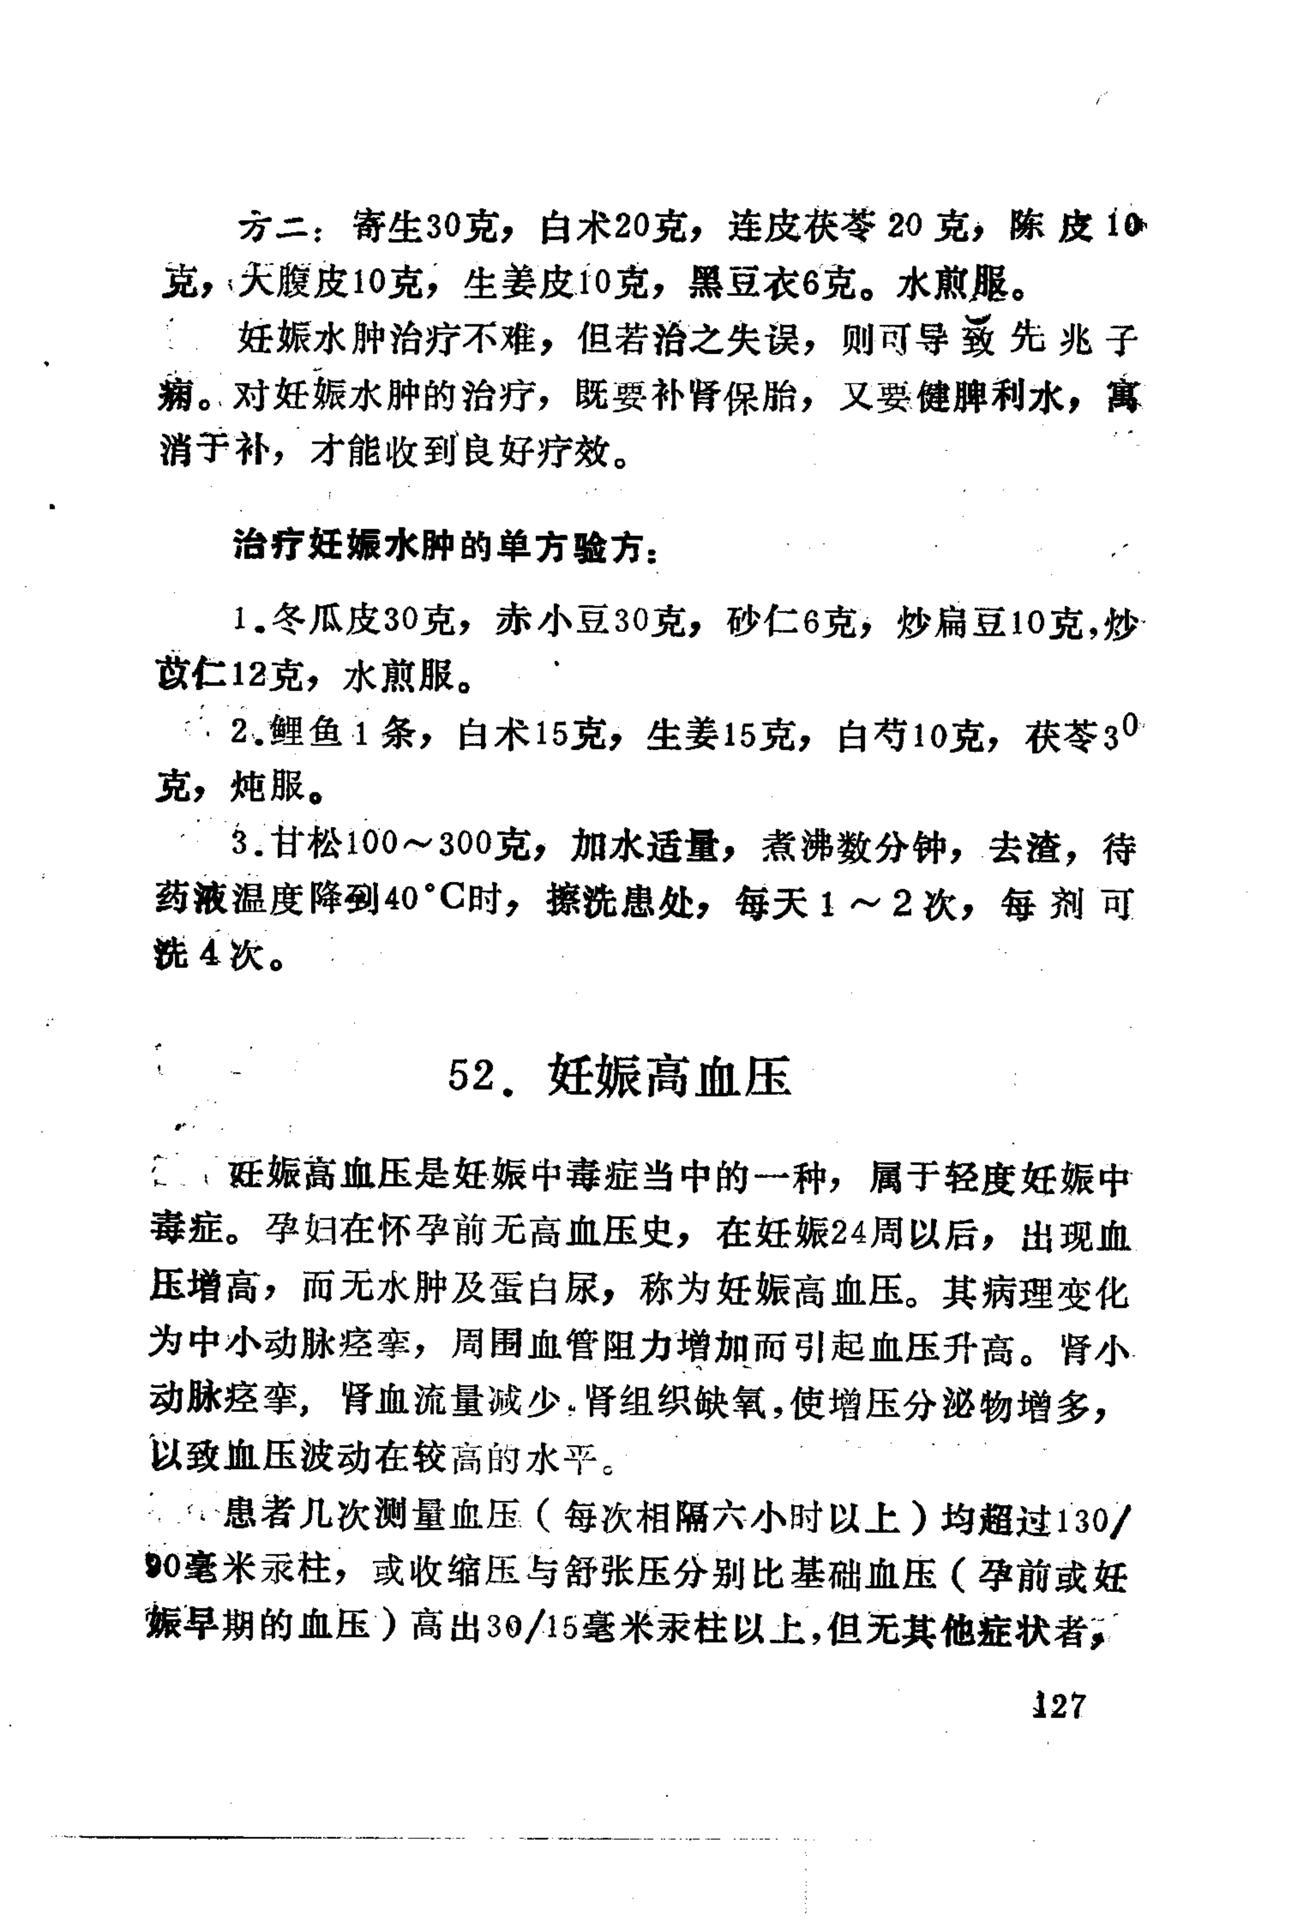 方二：寄生30克，白术20克，连皮茯苓20克，陈皮10
克，大腹皮10克，生姜皮10克，黑豆衣6克。水煎服。
妊娠水肿治疗不难，但若治之失误，则可导致先兆子
痫。对妊娠水肿的治疗，既要补肾保胎，又要健脾利水，寓
消于补，才能收到良好疗效。
治疗妊娠水肿的单方验方：
1.冬瓜皮30克，赤小豆30克，砂仁6克，炒扁豆10克，炒
苡仁12克，水煎服。
2.鲤鱼1条，白术15克，生姜15克，白芍10克，茯苓30
克，炖服。
3.甘松100～300克，加水适量，煮沸数分钟，去渣，待
药液温度降到40°C时，擦洗患处，每天1～2次，每剂可
洗4次。
52．妊娠高血压
妊娠高血压是妊娠中毒症当中的一种，属于轻度妊娠中
毒症。孕妇在怀孕前无高血压史，在妊娠24周以后，出现血
压增高，而无水肿及蛋白尿，称为妊娠高血压。其病理变化
为中小动脉痉挛，周围血管阻力增加而引起血压升高。肾小
动脉痉挛，肾血流量减少，肾组织缺氧，使增压分泌物增多，
以致血压波动在较高的水平。
患者几次测量血压（每次相隔六小时以上）均超过130/
90毫米汞柱，或收缩压与舒张压分别比基础血压（孕前或妊
娠早期的血压）高出30/15毫米汞柱以上，但无其他症状者，
127